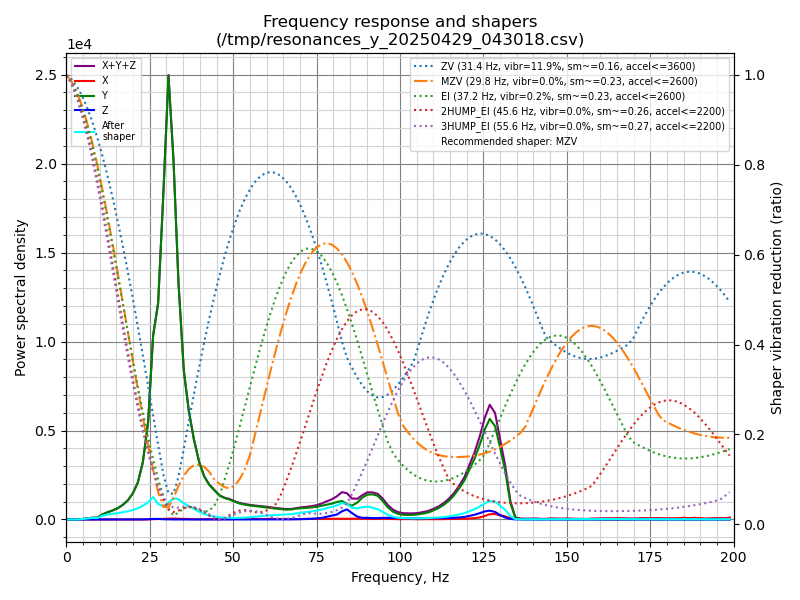 Frequency response and shapers
(/tmp/resonances_y_20250429_043018.csv)
1e4
X+Y+Z
X
Y
Z
After
shaper
ZV (31.4 Hz, vibr=11.9%, sm~=0.16, accel<=3600)
MZV (29.8 Hz, vibr=0.0%, sm~=0.23, accel<=2600)
EI (37.2 Hz, vibr=0.2%, sm~=0.23, accel<=2600)
2HUMP_EI (45.6 Hz, vibr=0.0%, sm~=0.26, accel<=2200)
3HUMP_EI (55.6 Hz, vibr=0.0%, sm~=0.27, accel<=2200)
Recommended shaper: MZV
Power spectral density
2.5
2.0
1.5
1.0
0.5
0.0
Shaper vibration reduction (ratio)
1.0
0.8
0.6
0.4
0.2
0.0
0 25 50 75 100 125 150 175 200
Frequency, Hz